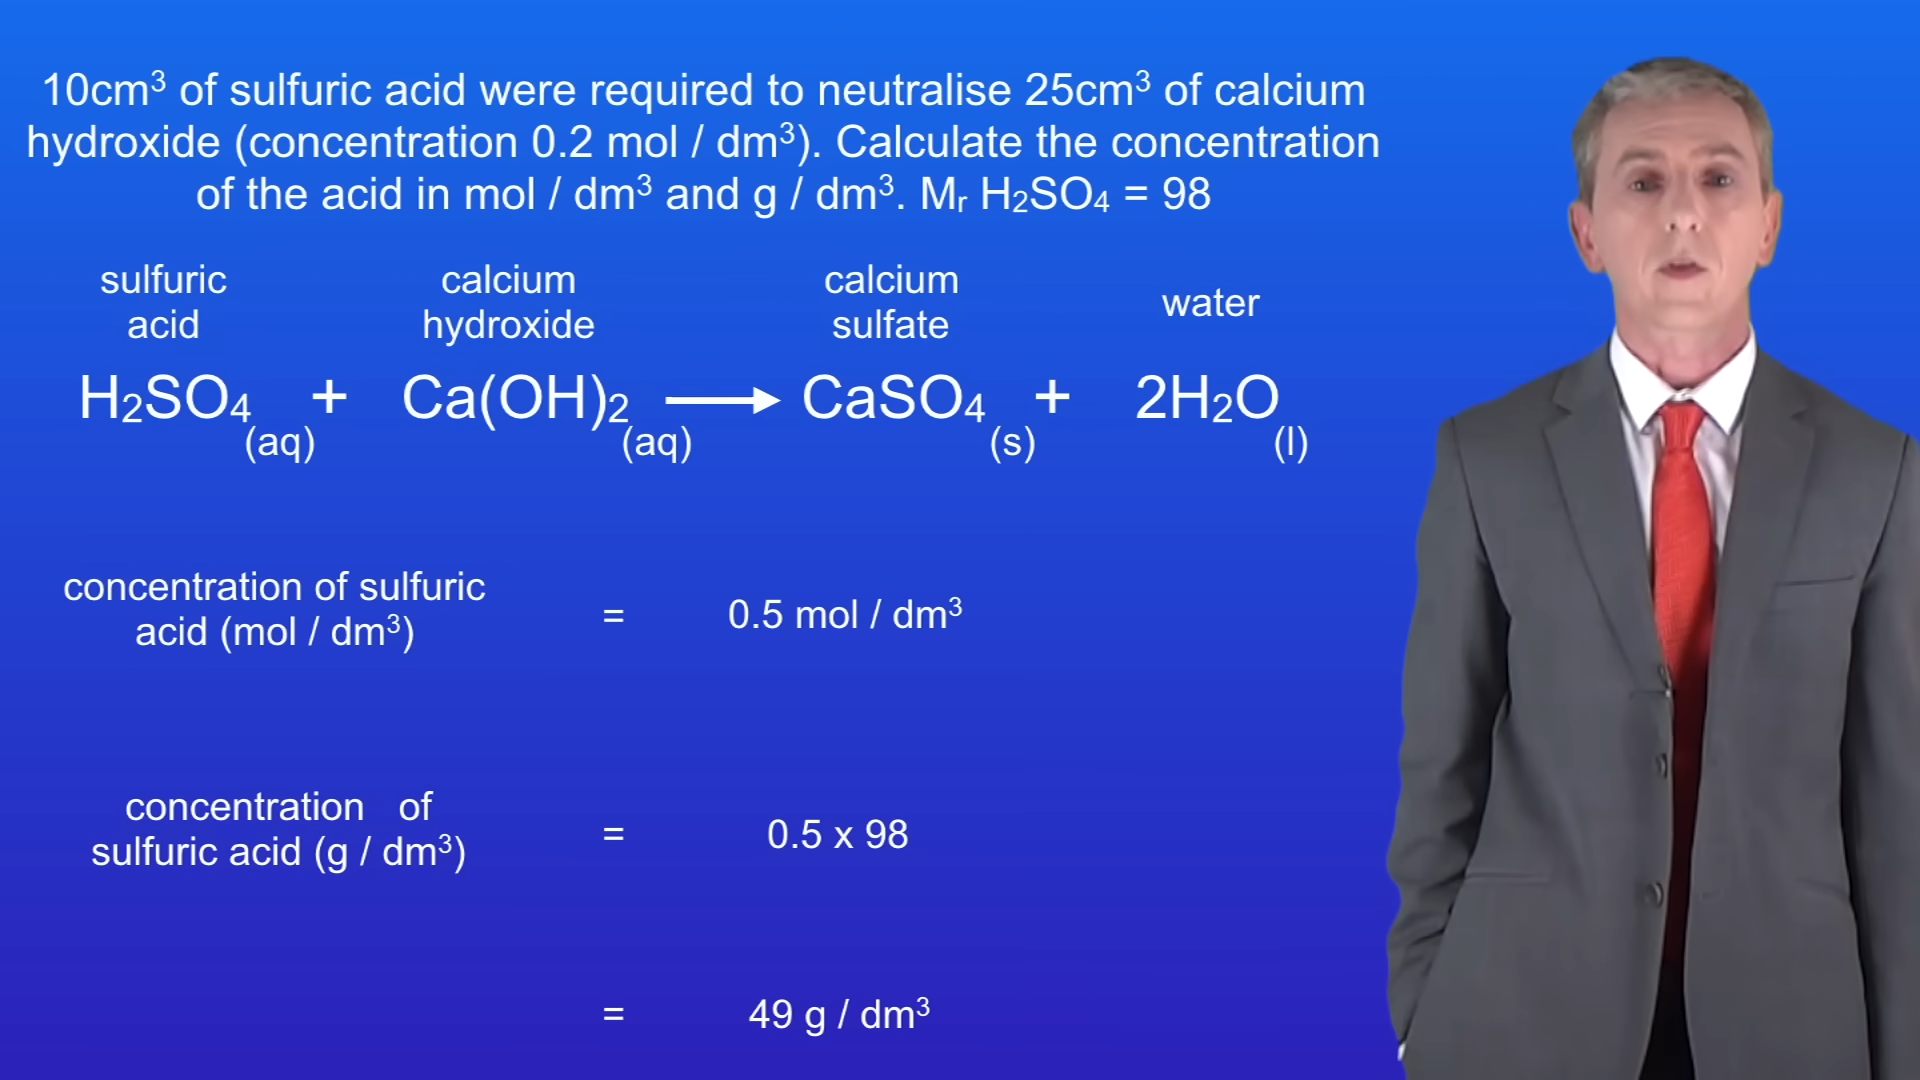 10cm³ of sulfuric acid were required to neutralise 25cm³ of calcium
hydroxide (concentration 0.2 mol / dm³). Calculate the concentration
of the acid in mol / dm³ and g / dm³. Mᵣ H₂SO₄ = 98
sulfuric acid
calcium hydroxide
calcium sulfate
water
H₂SO₄(aq) + Ca(OH)₂(aq) ⟶ CaSO₄(s) + 2H₂O(l)
concentration of sulfuric
acid (mol / dm³) = 0.5 mol / dm³
concentration of
sulfuric acid (g / dm³) = 0.5 x 98
= 49 g / dm³